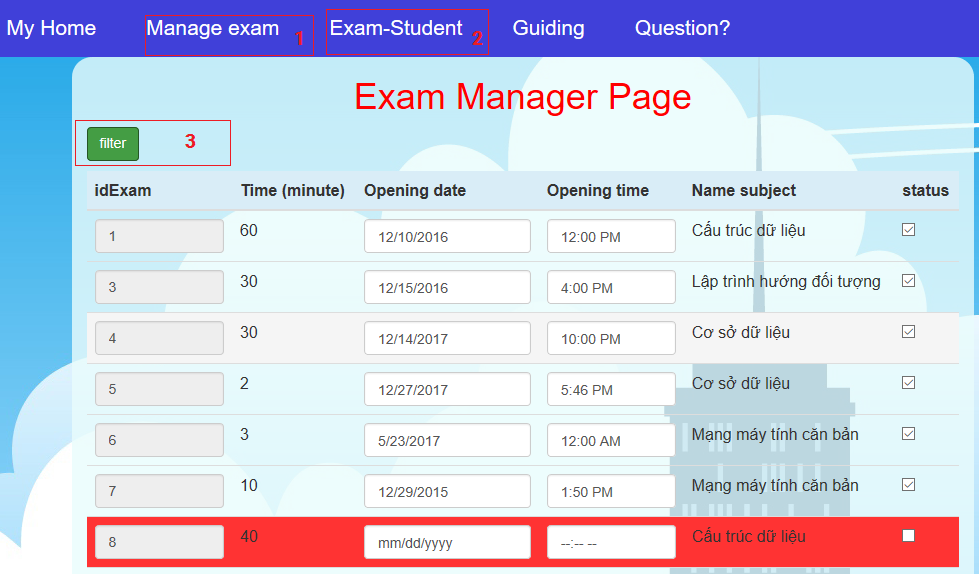 My Home Manage exam 1 Exam-Student 2 Guiding Question?
Exam Manager Page
filter 3
idExam Time (minute) Opening date Opening time Name subject status
1 60 12/10/2016 12:00 PM Cấu trúc dữ liệu
3 30 12/15/2016 4:00 PM Lập trình hướng đối tượng
4 30 12/14/2017 10:00 PM Cơ sở dữ liệu
5 2 12/27/2017 5:46 PM Cơ sở dữ liệu
6 3 5/23/2017 12:00 AM Mạng máy tính căn bản
7 10 12/29/2015 1:50 PM Mạng máy tính căn bản
8 40 mm/dd/yyyy --:-- -- Cấu trúc dữ liệu